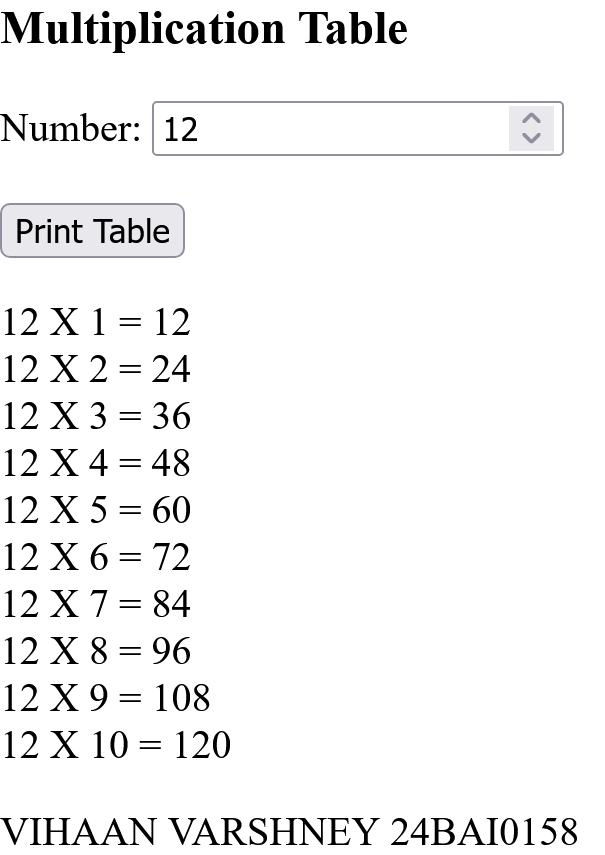 Multiplication Table
Number: 12
Print Table
12 X 1 = 12
12 X 2 = 24
12 X 3 = 36
12 X 4 = 48
12 X 5 = 60
12 X 6 = 72
12 X 7 = 84
12 X 8 = 96
12 X 9 = 108
12 X 10 = 120
VIHAAN VARSHNEY 24BAI0158